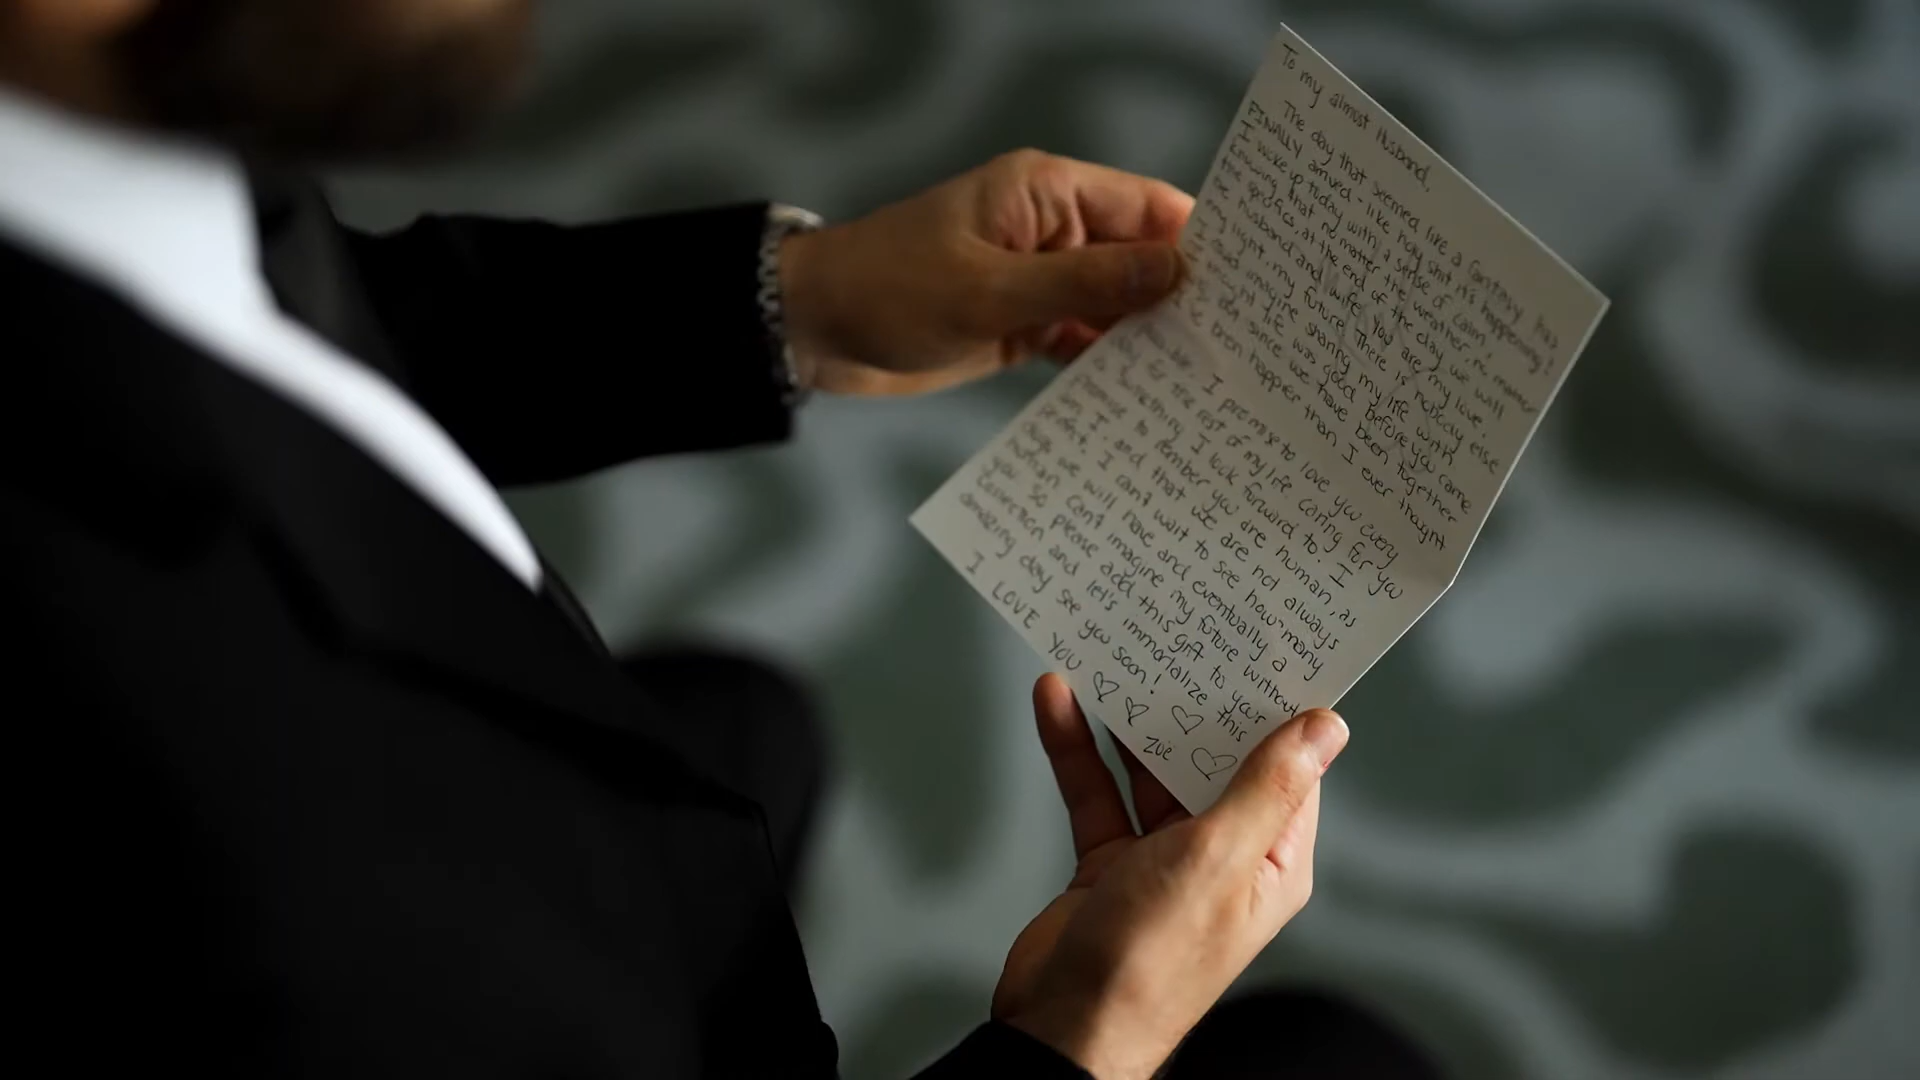 To my almost Husband,
The day that seemed like a fantasy has
FINALLY arrived - like holy shit it's happening!
I woke up today with a sense of calm,
knowing that no matter the weather, no matter
the specifics, at the end of the day we will
be husband and wife. You are my love,
my light, my future. There is nobody else
I could imagine sharing my life with.
I thought life was good before you came
but since we have been together
I've been happier than I ever thought
possible. I promise to love you every
day for the rest of my life. Caring for you
is something I look forward to. I
promise to remember you are human, as
am I, and that we are not always
right. I can't wait to see how many
dogs we will have and eventually a
human. Can't imagine my future without
you so please add this gift to your
collection and let's immortalize this
amazing day see you soon!
I LOVE YOU
Zoë